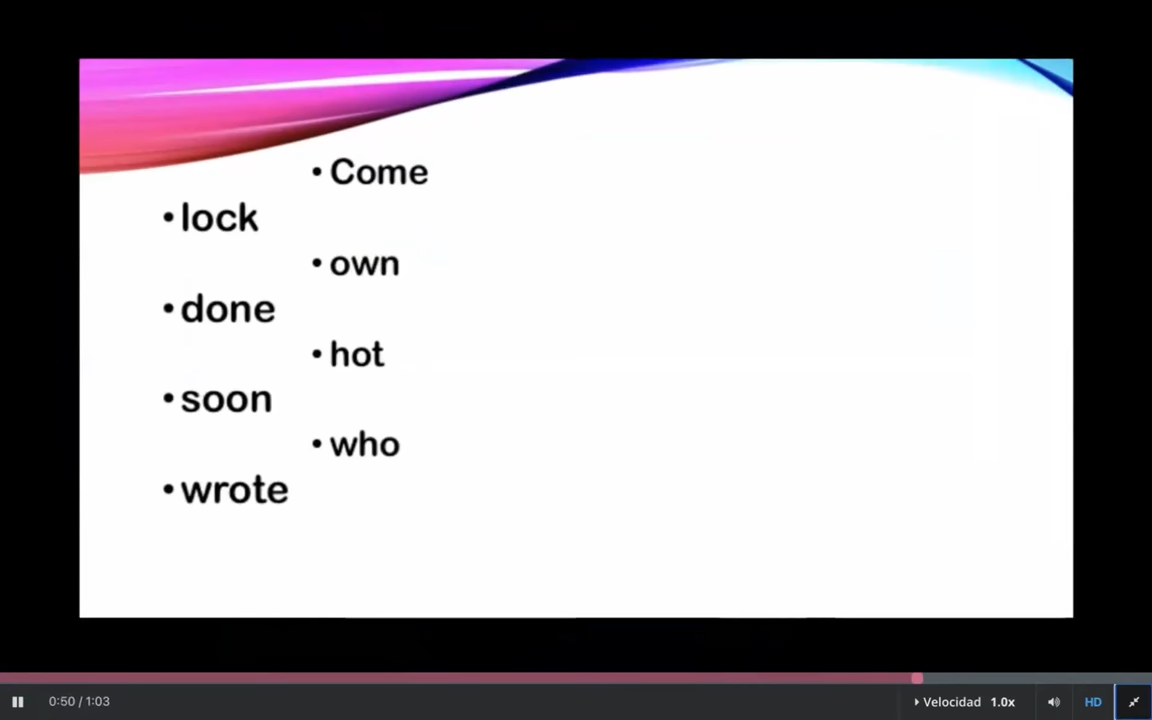 • Come
• lock
• own
• done
• hot
• soon
• who
• wrote
0:50 / 1:03
Velocidad 1.0x
HD